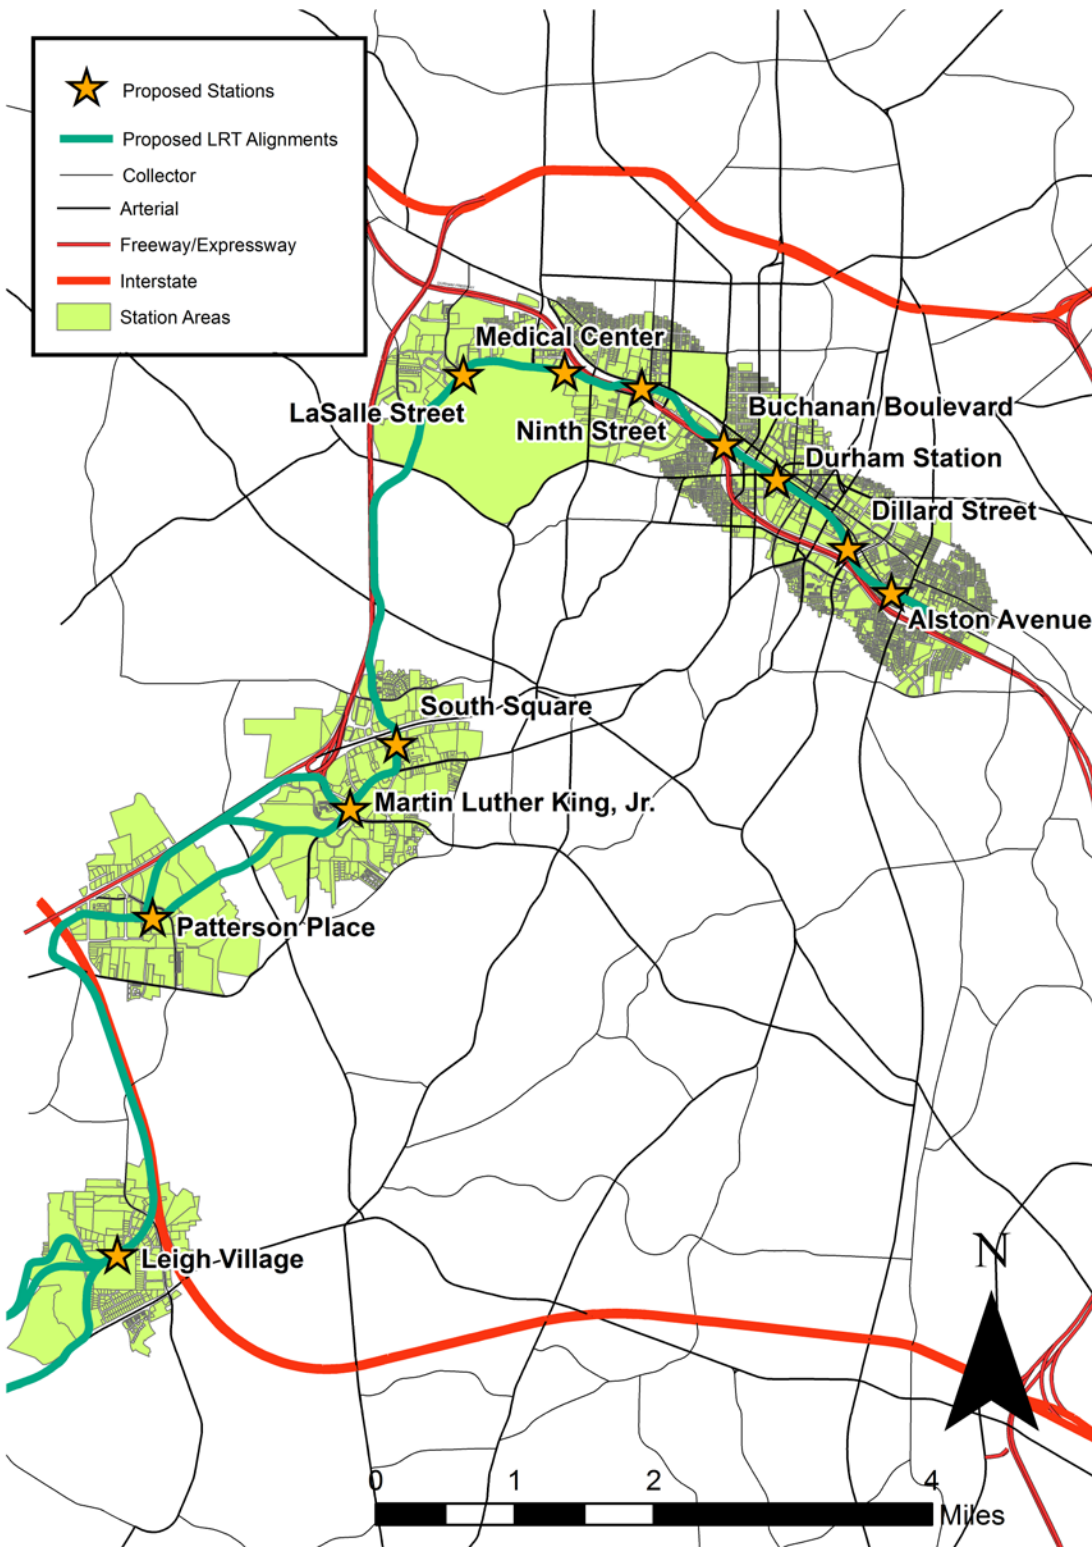 Proposed Stations
Proposed LRT Alignments
Collector
Arterial
Freeway/Expressway
Interstate
Station Areas
Medical Center
LaSalle Street
Ninth Street
Buchanan Boulevard
Durham Station
Dillard Street
Alston Avenue
South Square
Martin Luther King, Jr.
Patterson Place
Leigh Village
N
0 1 2 4
Miles